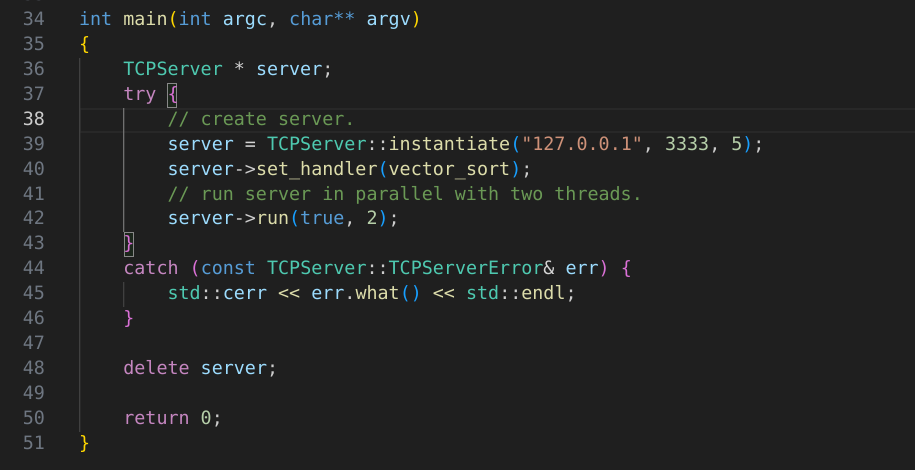 34 int main(int argc, char** argv)
35 {
36     TCPServer * server;
37     try {
38         // create server.
39         server = TCPServer::instantiate("127.0.0.1", 3333, 5);
40         server->set_handler(vector_sort);
41         // run server in parallel with two threads.
42         server->run(true, 2);
43     }
44     catch (const TCPServer::TCPServerError& err) {
45         std::cerr << err.what() << std::endl;
46     }
47
48     delete server;
49
50     return 0;
51 }